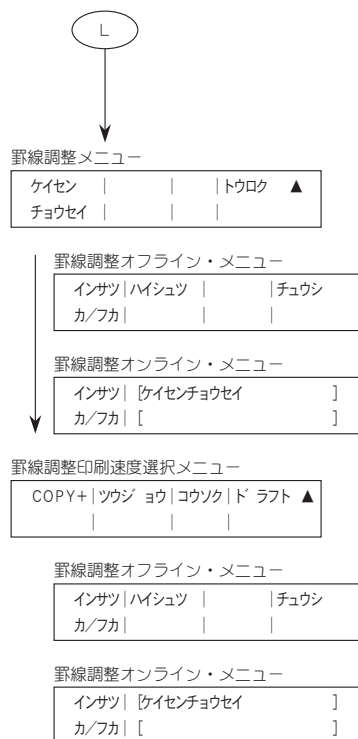 L
罫線調整メニュー
ケイセン | | |トウロク ▲
チョウセイ | | |
罫線調整オフライン・メニュー
インサツ|ハイシュツ | |チュウシ
カ/フカ| | |
罫線調整オンライン・メニュー
インサツ| [ケイセンチョウセイ ]
カ/フカ| [ ]
罫線調整印刷速度選択メニュー
COPY+|ツウジョウ|コウソク|ドラフト ▲
| | |
罫線調整オフライン・メニュー
インサツ|ハイシュツ | |チュウシ
カ/フカ| | |
罫線調整オンライン・メニュー
インサツ| [ケイセンチョウセイ ]
カ/フカ| [ ]